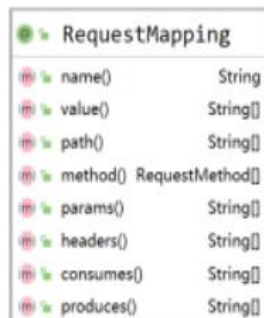 RequestMapping
name() String
value() String[]
path() String[]
method() RequestMethod[]
params() String[]
headers() String[]
consumes() String[]
produces() String[]